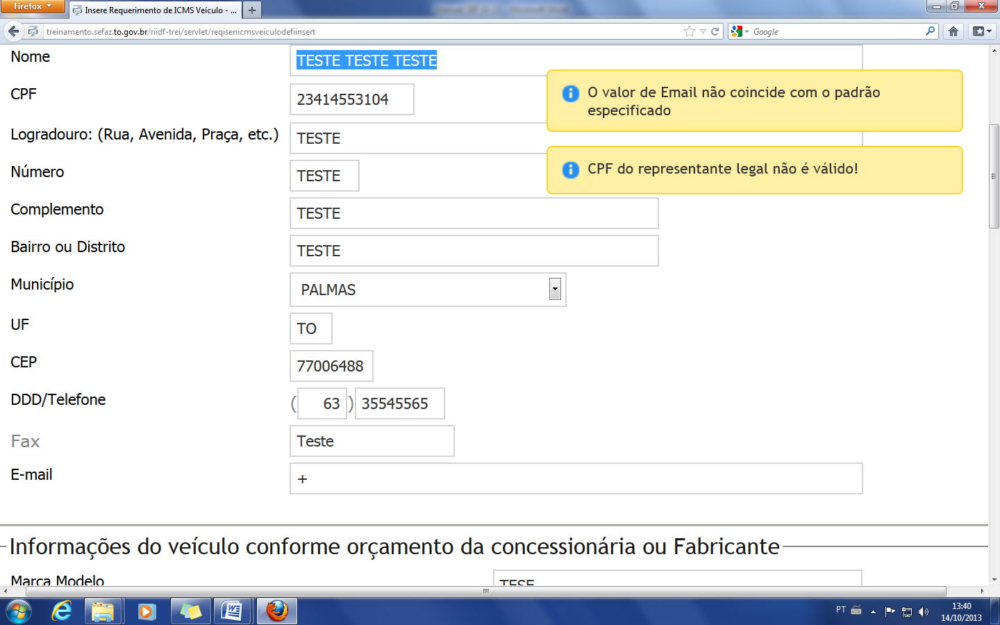 Firefox
Insere Requerimento de ICMS Veículo - ...
treinamento.sefaz.to.gov.br/riidf-trei/servlet/reqisenicmsveiculodefiinsert
Google
Nome
TESTE TESTE TESTE
CPF
23414553104
O valor de Email não coincide com o padrão
especificado
Logradouro: (Rua, Avenida, Praça, etc.)
TESTE
CPF do representante legal não é válido!
Número
TESTE
Complemento
TESTE
Bairro ou Distrito
TESTE
Município
PALMAS
UF
TO
CEP
77006488
DDD/Telefone
( 63 ) 35545565
Fax
Teste
E-mail
+
Informações do veículo conforme orçamento da concessionária ou Fabricante
Marca Modelo
TESE
PT
13:40
14/10/2013